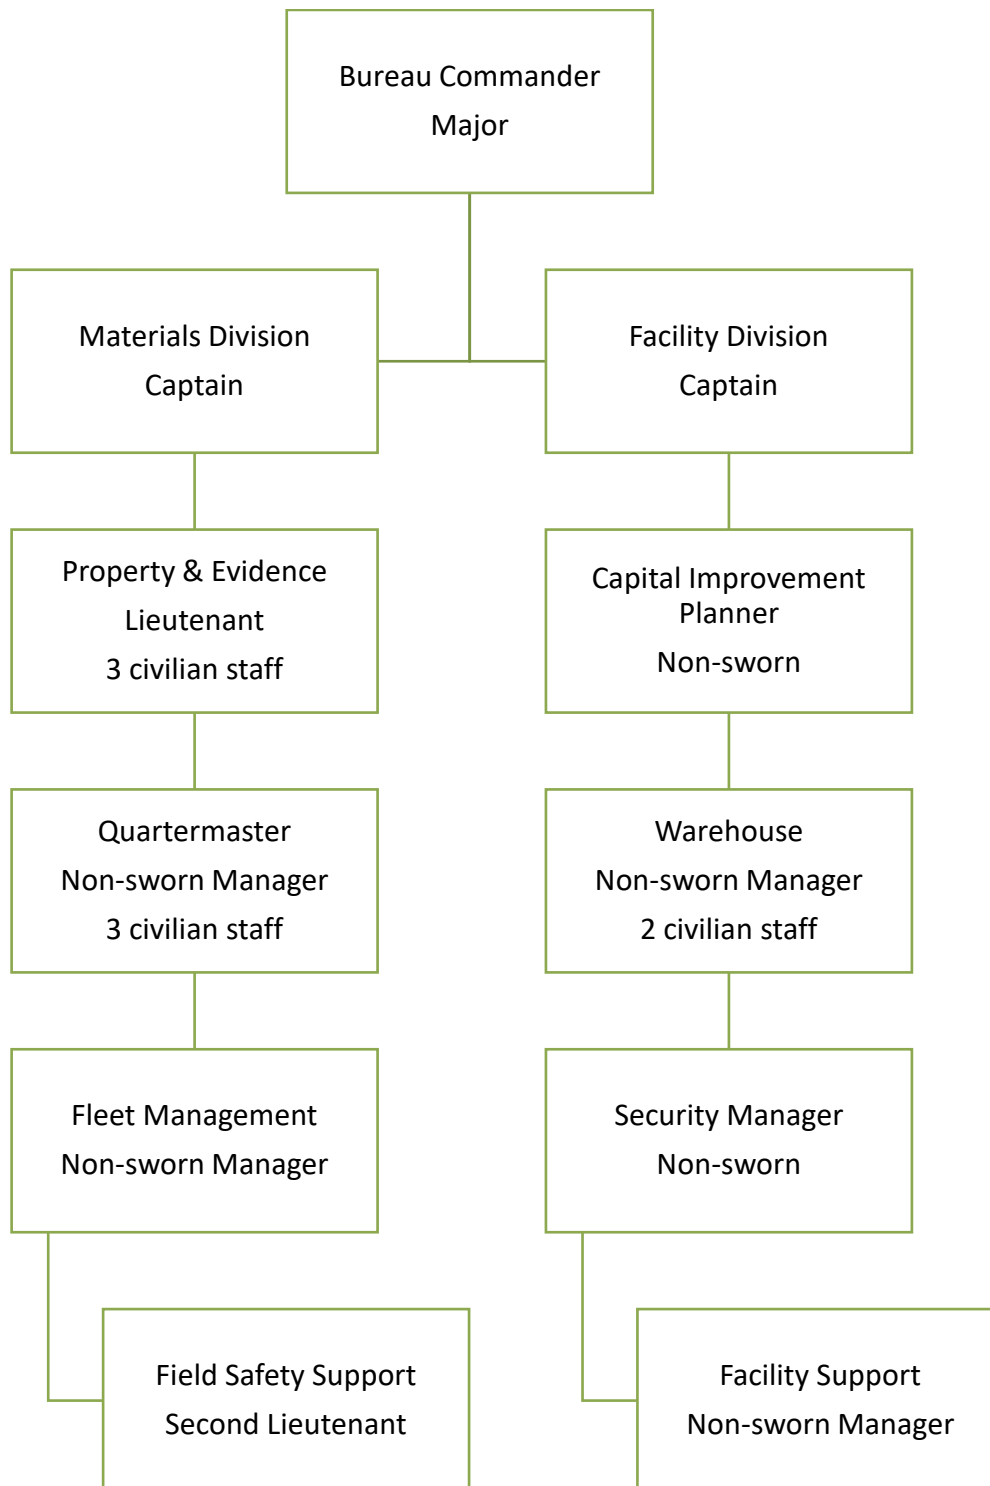 Bureau Commander
Major
Materials Division
Captain
Facility Division
Captain
Property & Evidence
Lieutenant
3 civilian staff
Capital Improvement
Planner
Non-sworn
Quartermaster
Non-sworn Manager
3 civilian staff
Warehouse
Non-sworn Manager
2 civilian staff
Fleet Management
Non-sworn Manager
Security Manager
Non-sworn
Field Safety Support
Second Lieutenant
Facility Support
Non-sworn Manager